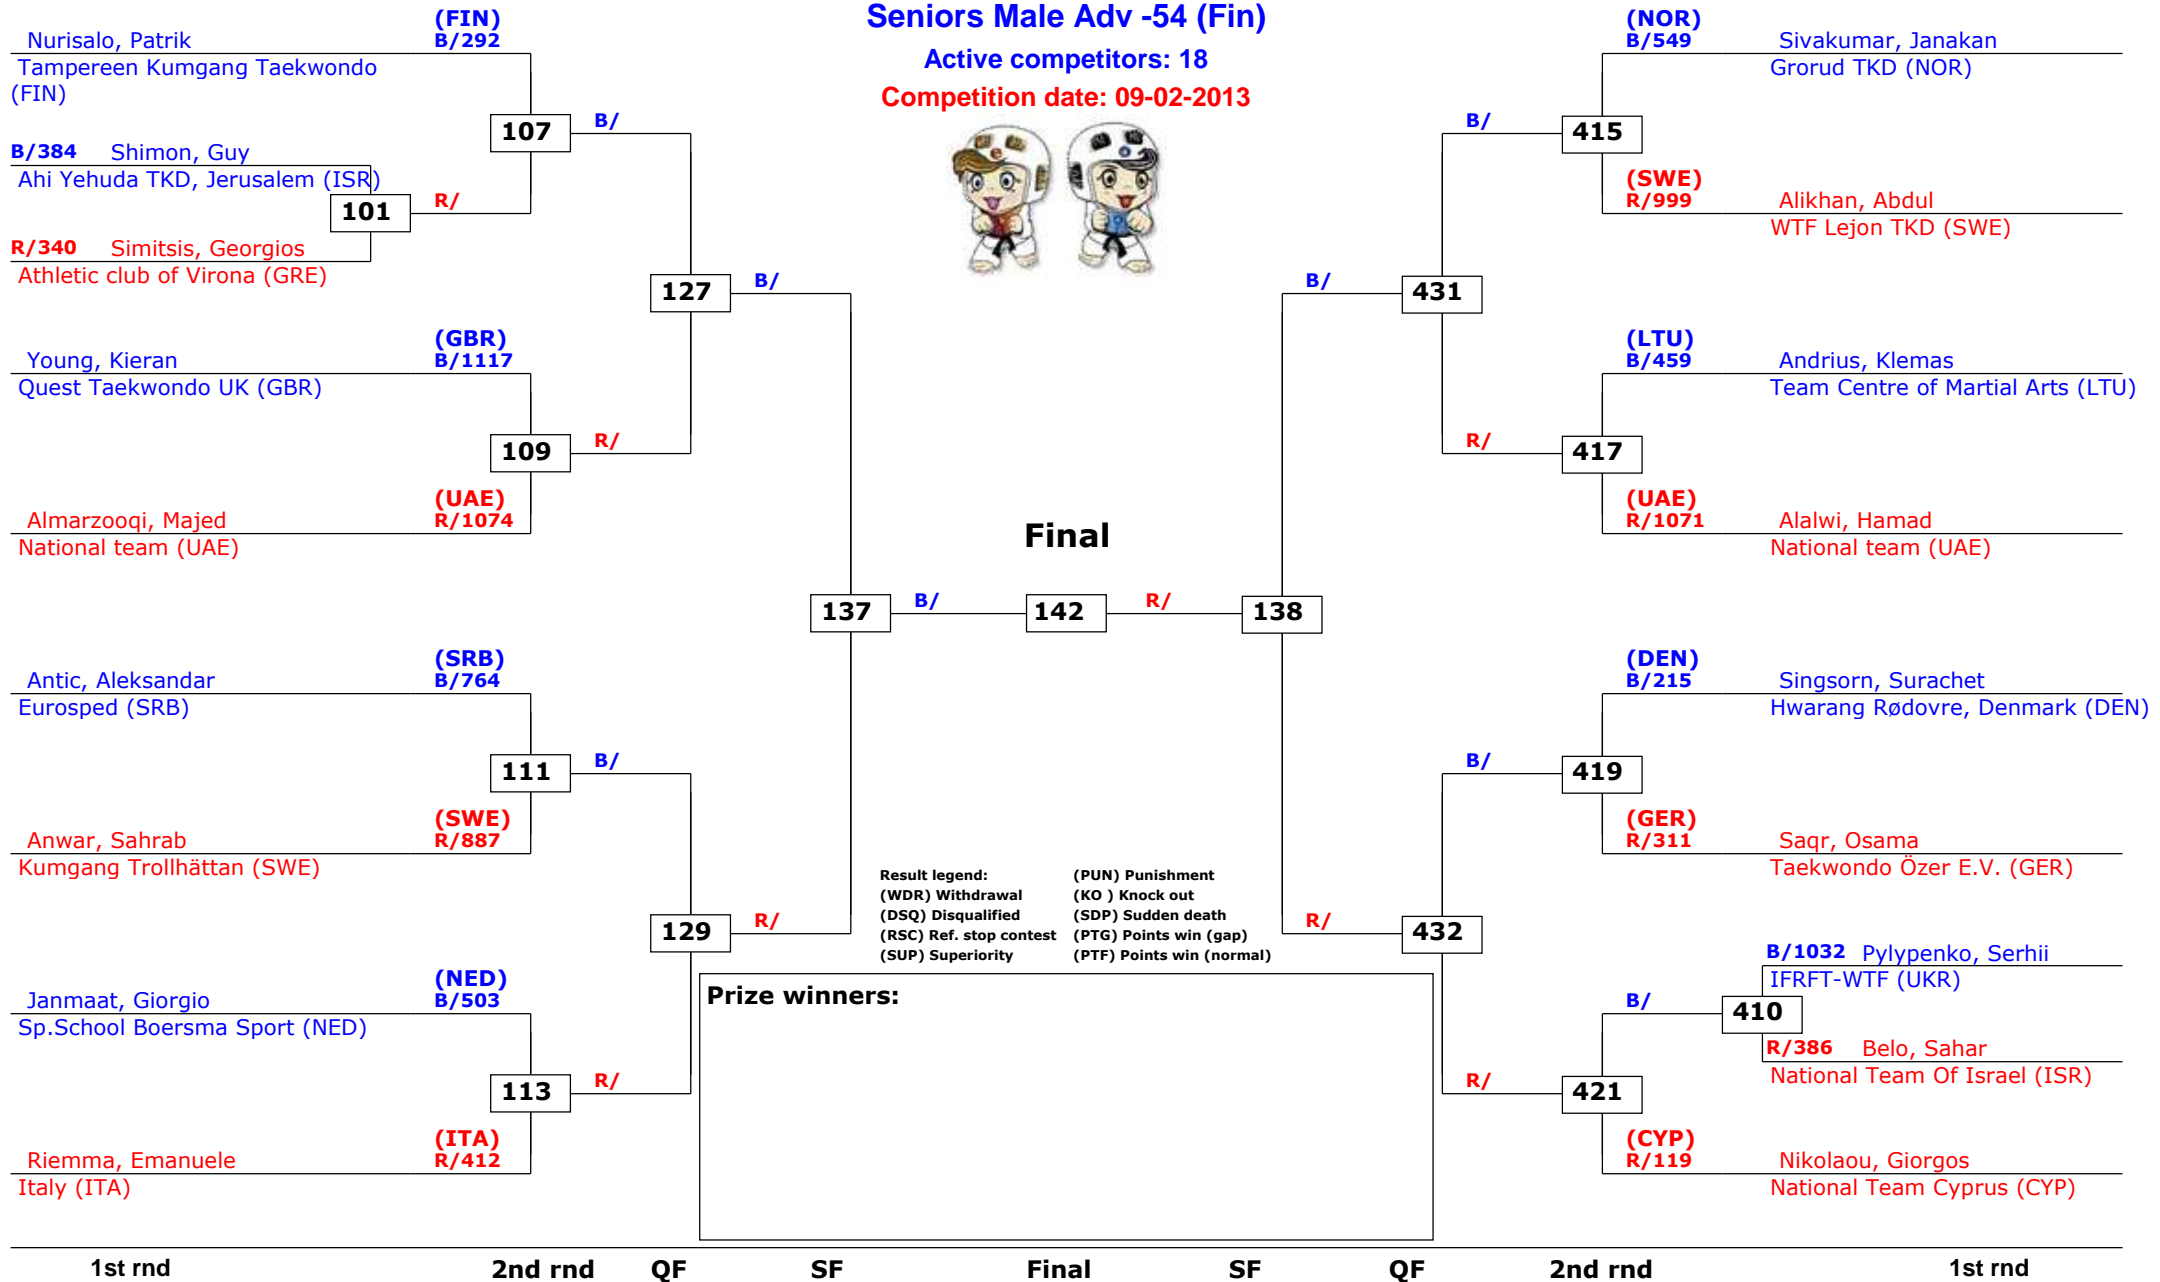 Seniors Male Adv -54 (Fin)
Active competitors: 18
Competition date: 09-02-2013
(FIN)
Nurisalo, Patrik B/292
Tampereen Kumgang Taekwondo
(FIN)
107
B/
B/384 Shimon, Guy
Ahi Yehuda TKD, Jerusalem (ISR)
101
R/
R/340 Simitsis, Georgios
Athletic club of Virona (GRE)
127
B/
(GBR)
Young, Kieran B/1117
Quest Taekwondo UK (GBR)
109
R/
(UAE)
Almarzooqi, Majed R/1074
National team (UAE)
137
B/
(SRB)
Antic, Aleksandar B/764
Eurosped (SRB)
111
B/
(SWE)
Anwar, Sahrab R/887
Kumgang Trollhättan (SWE)
129
R/
(NED)
Janmaat, Giorgio B/503
Sp.School Boersma Sport (NED)
113
R/
(ITA)
Riemma, Emanuele R/412
Italy (ITA)
Final
142
R/
138
(NOR)
B/549 Sivakumar, Janakan
Grorud TKD (NOR)
B/
415
(SWE)
R/999 Alikhan, Abdul
WTF Lejon TKD (SWE)
B/
431
(LTU)
B/459 Andrius, Klemas
Team Centre of Martial Arts (LTU)
R/
417
(UAE)
R/1071 Alalwi, Hamad
National team (UAE)
(DEN)
B/215 Singsorn, Surachet
Hwarang Rødovre, Denmark (DEN)
B/
419
(GER)
R/311 Saqr, Osama
Taekwondo Özer E.V. (GER)
R/
432
B/1032 Pylypenko, Serhii
IFRFT-WTF (UKR)
B/
410
R/386 Belo, Sahar
National Team Of Israel (ISR)
R/
421
(CYP)
R/119 Nikolaou, Giorgos
National Team Cyprus (CYP)
Result legend: (PUN) Punishment
(WDR) Withdrawal (KO ) Knock out
(DSQ) Disqualified (SDP) Sudden death
(RSC) Ref. stop contest (PTG) Points win (gap)
(SUP) Superiority (PTF) Points win (normal)
Prize winners:
1st rnd 2nd rnd QF SF Final SF QF 2nd rnd 1st rnd